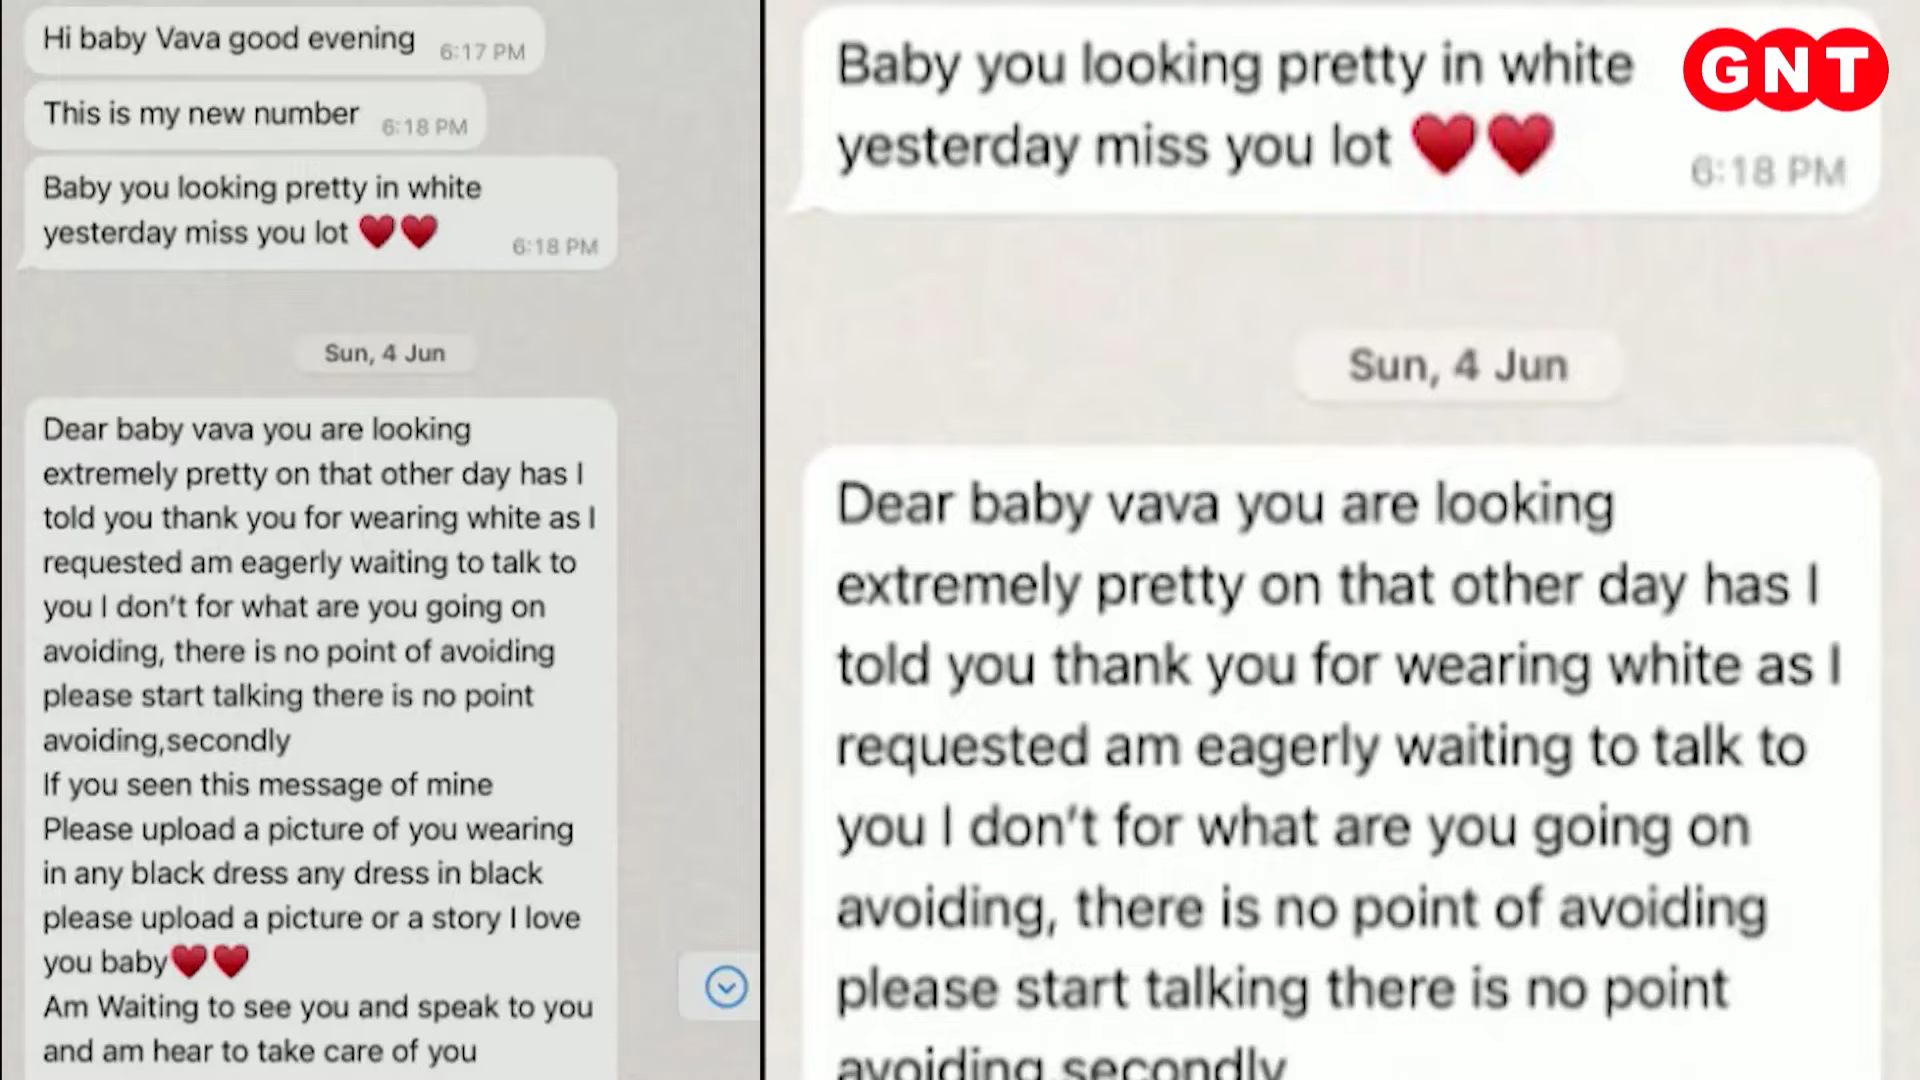 Hi baby Vava good evening 6:17 PM
This is my new number 6:18 PM
Baby you looking pretty in white
yesterday miss you lot ❤️❤️ 6:18 PM
Sun, 4 Jun
Dear baby vava you are looking
extremely pretty on that other day has I
told you thank you for wearing white as I
requested am eagerly waiting to talk to
you I don't for what are you going on
avoiding, there is no point of avoiding
please start talking there is no point
avoiding,secondly
If you seen this message of mine
Please upload a picture of you wearing
in any black dress any dress in black
please upload a picture or a story I love
you baby❤️❤️
Am Waiting to see you and speak to you
and am hear to take care of you
GNT
Baby you looking pretty in white
yesterday miss you lot ❤️❤️
6:18 PM
Sun, 4 Jun
Dear baby vava you are looking
extremely pretty on that other day has I
told you thank you for wearing white as I
requested am eagerly waiting to talk to
you I don't for what are you going on
avoiding, there is no point of avoiding
please start talking there is no point
avoiding,secondly